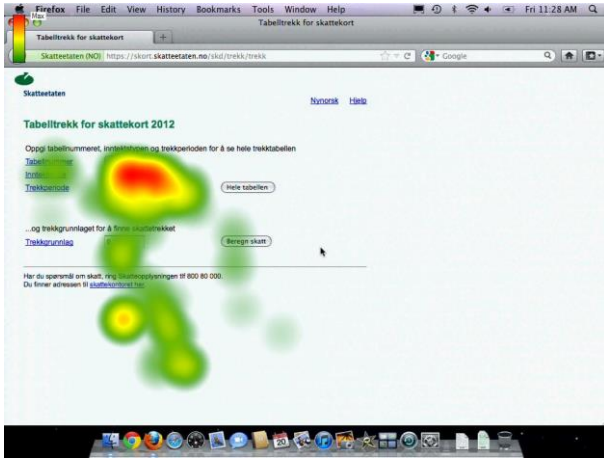 Max
Firefox File Edit View History Bookmarks Tools Window Help Fri 11:28 AM
Tabelltrekk for skattekort
Tabelltrekk for skattekort
Skatteetaten (NO) https://skort.skatteetaten.no/skd/trekk/trekk Google
Skatteetaten
Nynorsk Hjelp
Tabelltrekk for skattekort 2012
Oppgi tabellnummeret, inntektstypen og trekkperioden for å se hele trekktabellen
Tabellnummer
Trekkperiode Hele tabellen
...og trekkgrunnlaget for å finne skattetrekket
Trekkgrunnlag Beregn skatt
Har du spørsmål om skatt, ring Skatteopplysningen tlf 800 80 000.
Du finner adressen til skattekontoret her.